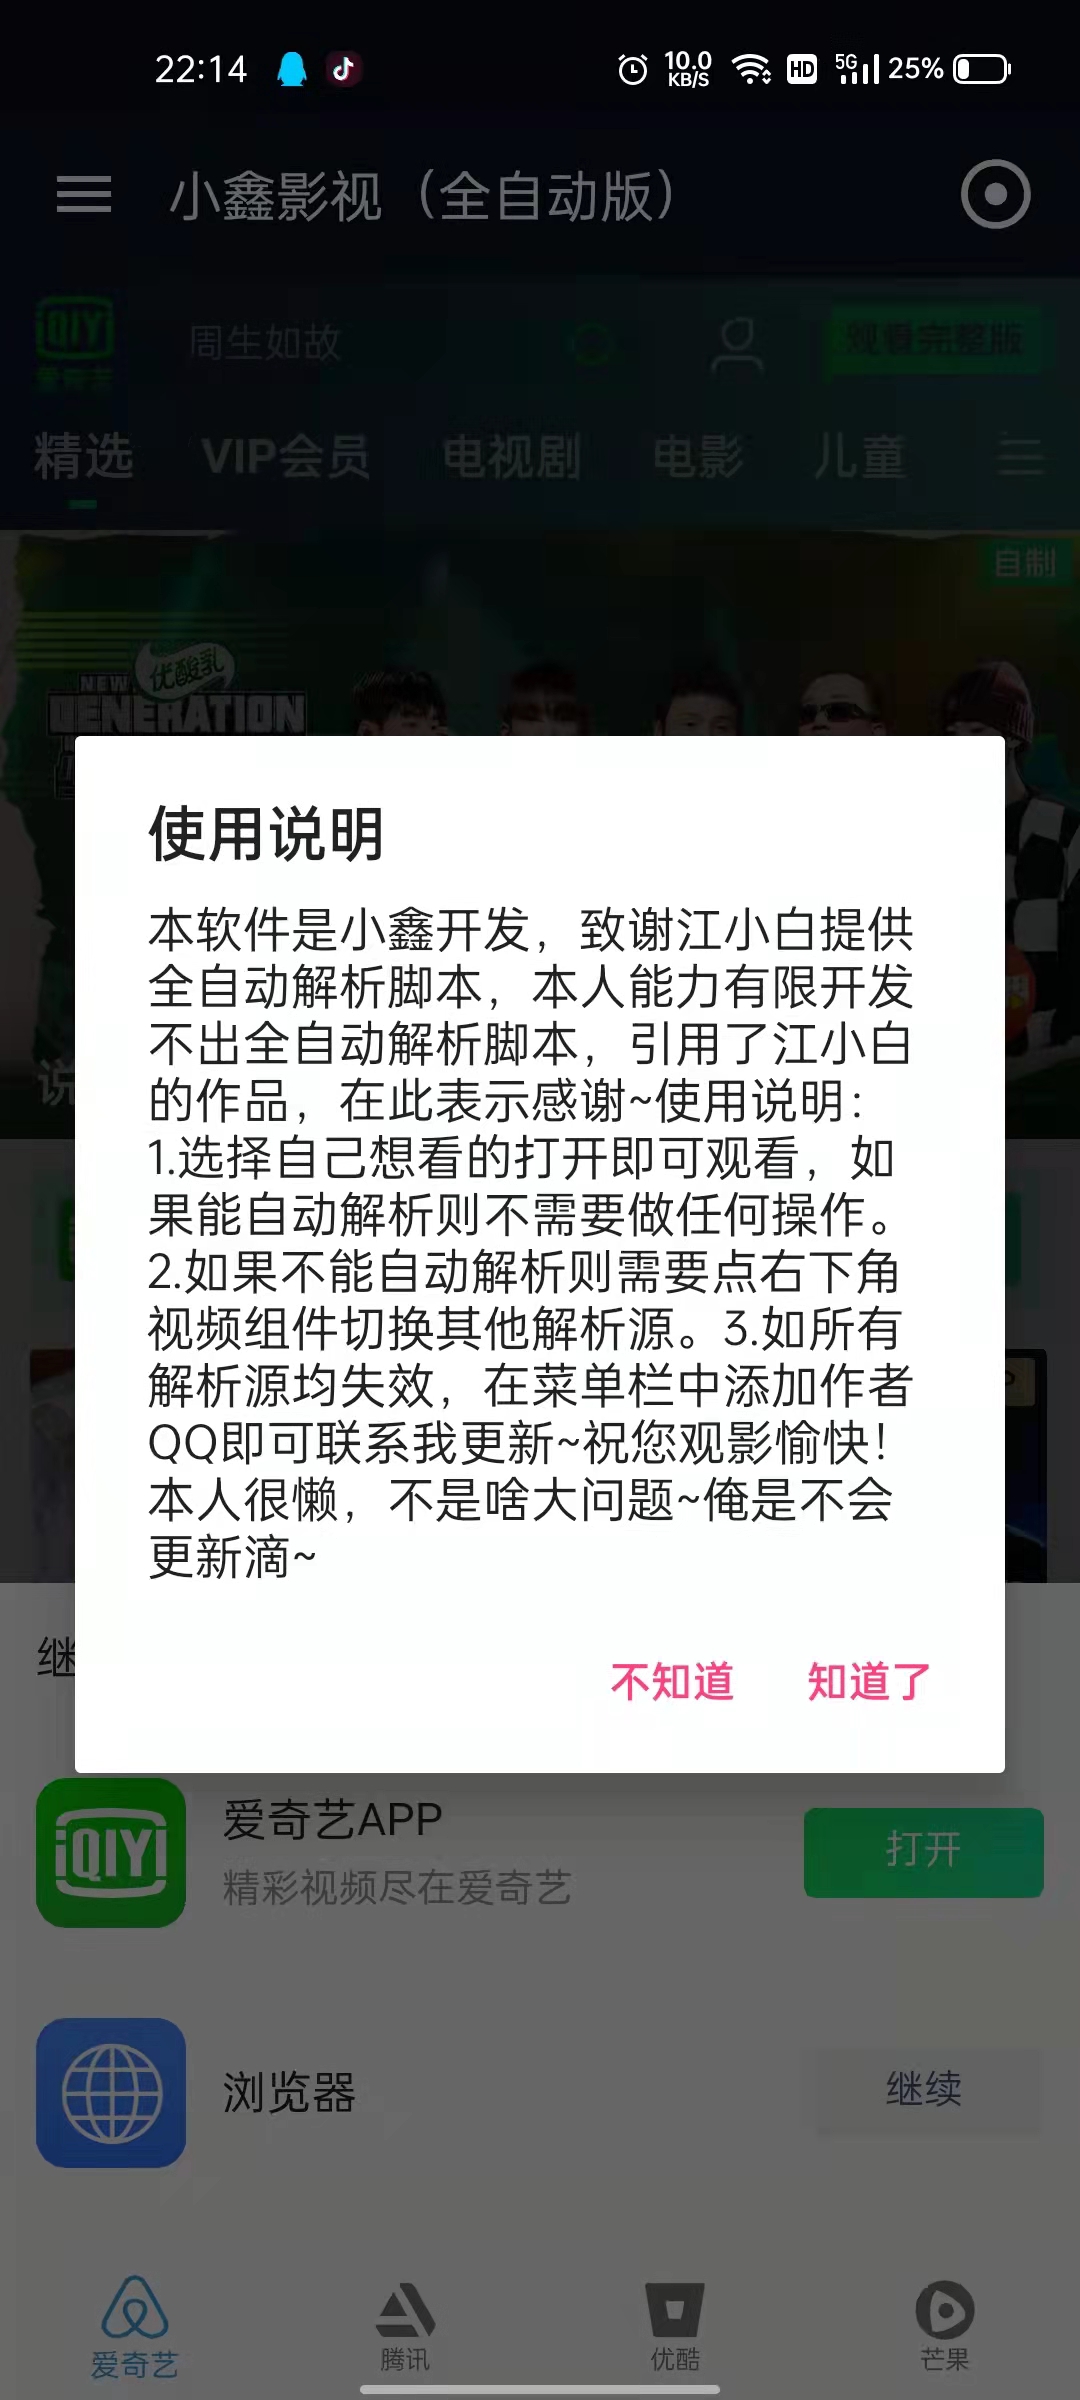 22:14
10.0
KB/S
HD
5G
25%
小鑫影视（全自动版）
QIY
爱奇艺
周生如故
观看完整版
精选
VIP会员
电视剧
电影
儿童
自制
优酸乳
NEW
GENERATION
使用说明
本软件是小鑫开发，致谢江小白提供
全自动解析脚本，本人能力有限开发
不出全自动解析脚本，引用了江小白
的作品，在此表示感谢~使用说明：
1.选择自己想看的打开即可观看，如
果能自动解析则不需要做任何操作。
2.如果不能自动解析则需要点右下角
视频组件切换其他解析源。3.如所有
解析源均失效，在菜单栏中添加作者
QQ即可联系我更新~祝您观影愉快！
本人很懒，不是啥大问题~俺是不会
更新滴~
说
继
不知道
知道了
iQIYI
爱奇艺APP
精彩视频尽在爱奇艺
打开
浏览器
继续
爱奇艺
腾讯
优酷
芒果